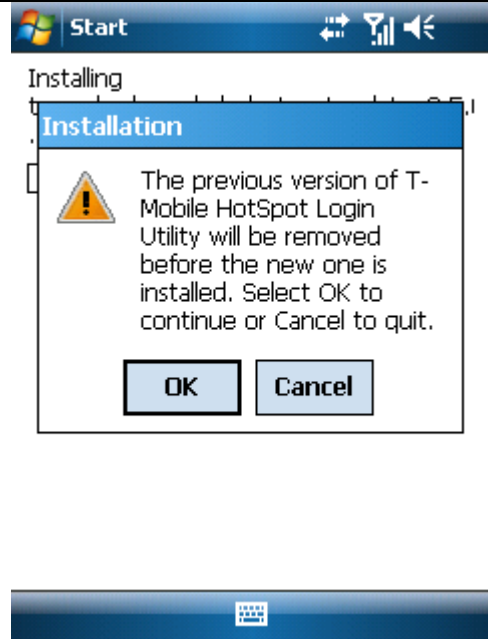 Start
Installing
Installation
The previous version of T-
Mobile HotSpot Login
Utility will be removed
before the new one is
installed. Select OK to
continue or Cancel to quit.
OK
Cancel